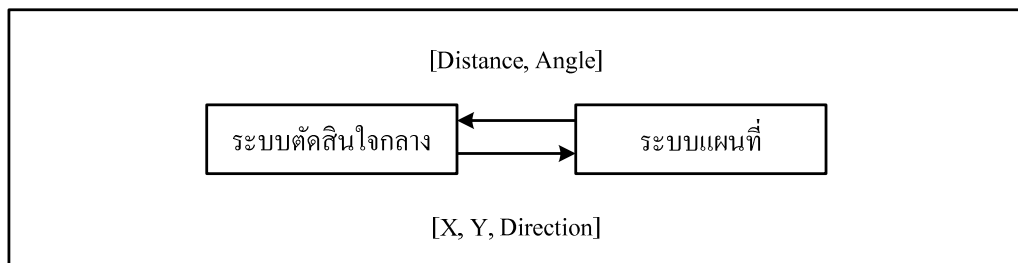 [Distance, Angle]
ระบบตัดสินใจกลาง
ระบบแผนที่
[X, Y, Direction]